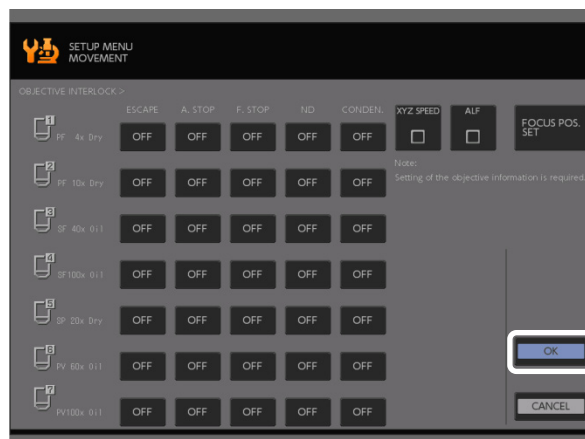 SETUP MENU
MOVEMENT
OBJECTIVE INTERLOCK >
ESCAPE A. STOP F. STOP ND CONDEN. XYZ SPEED ALF
FOCUS POS.
SET
1 PF 4x Dry OFF OFF OFF OFF OFF
Note:
Setting of the objective information is required.
2 PF 10x Dry OFF OFF OFF OFF OFF
3 SF 40x Oil OFF OFF OFF OFF OFF
4 SF100x Oil OFF OFF OFF OFF OFF
5 SP 20x Dry OFF OFF OFF OFF OFF
6 PV 60x Oil OFF OFF OFF OFF OFF
OK
7 PV100x Oil OFF OFF OFF OFF OFF
CANCEL